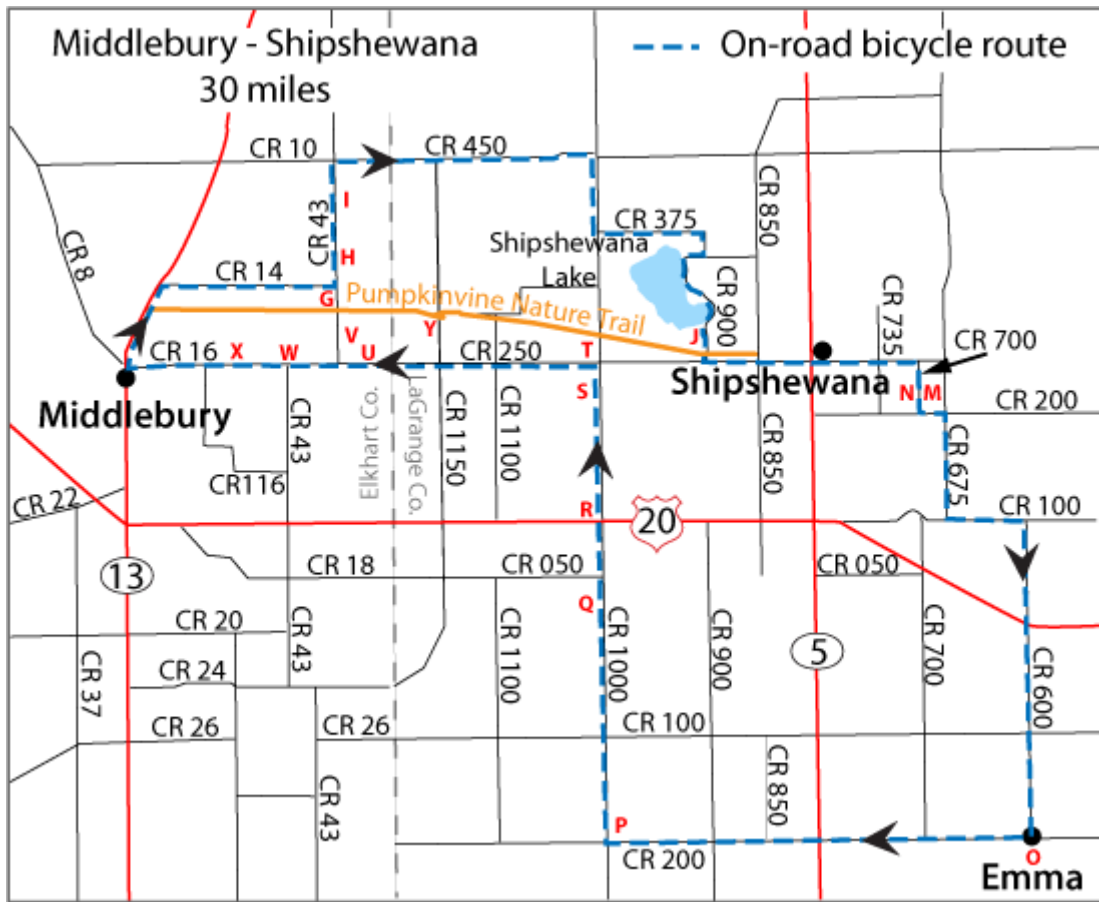 Middlebury - Shipshewana
30 miles
On-road bicycle route
CR 10
CR 450
CR 850
CR 8
CR 43
I
CR 375
Shipshewana
Lake
H
CR 14
G
Pumpkinvine Nature Trail
CR 900
CR 735
J
V
Y
CR 16
X
W
U
CR 250
T
CR 700
Shipshewana
Middlebury
S
N
M
CR 200
CR 43
Elkhart Co.
LaGrange Co.
CR 1150
CR 1100
CR 850
CR 675
CR116
CR 22
R
20
CR 100
13
CR 18
CR 050
CR 050
Q
CR 20
CR 43
CR 24
CR 37
CR 1100
CR 1000
CR 900
5
CR 700
CR 600
CR 26
CR 26
CR 100
CR 43
CR 850
P
CR 200
O
Emma